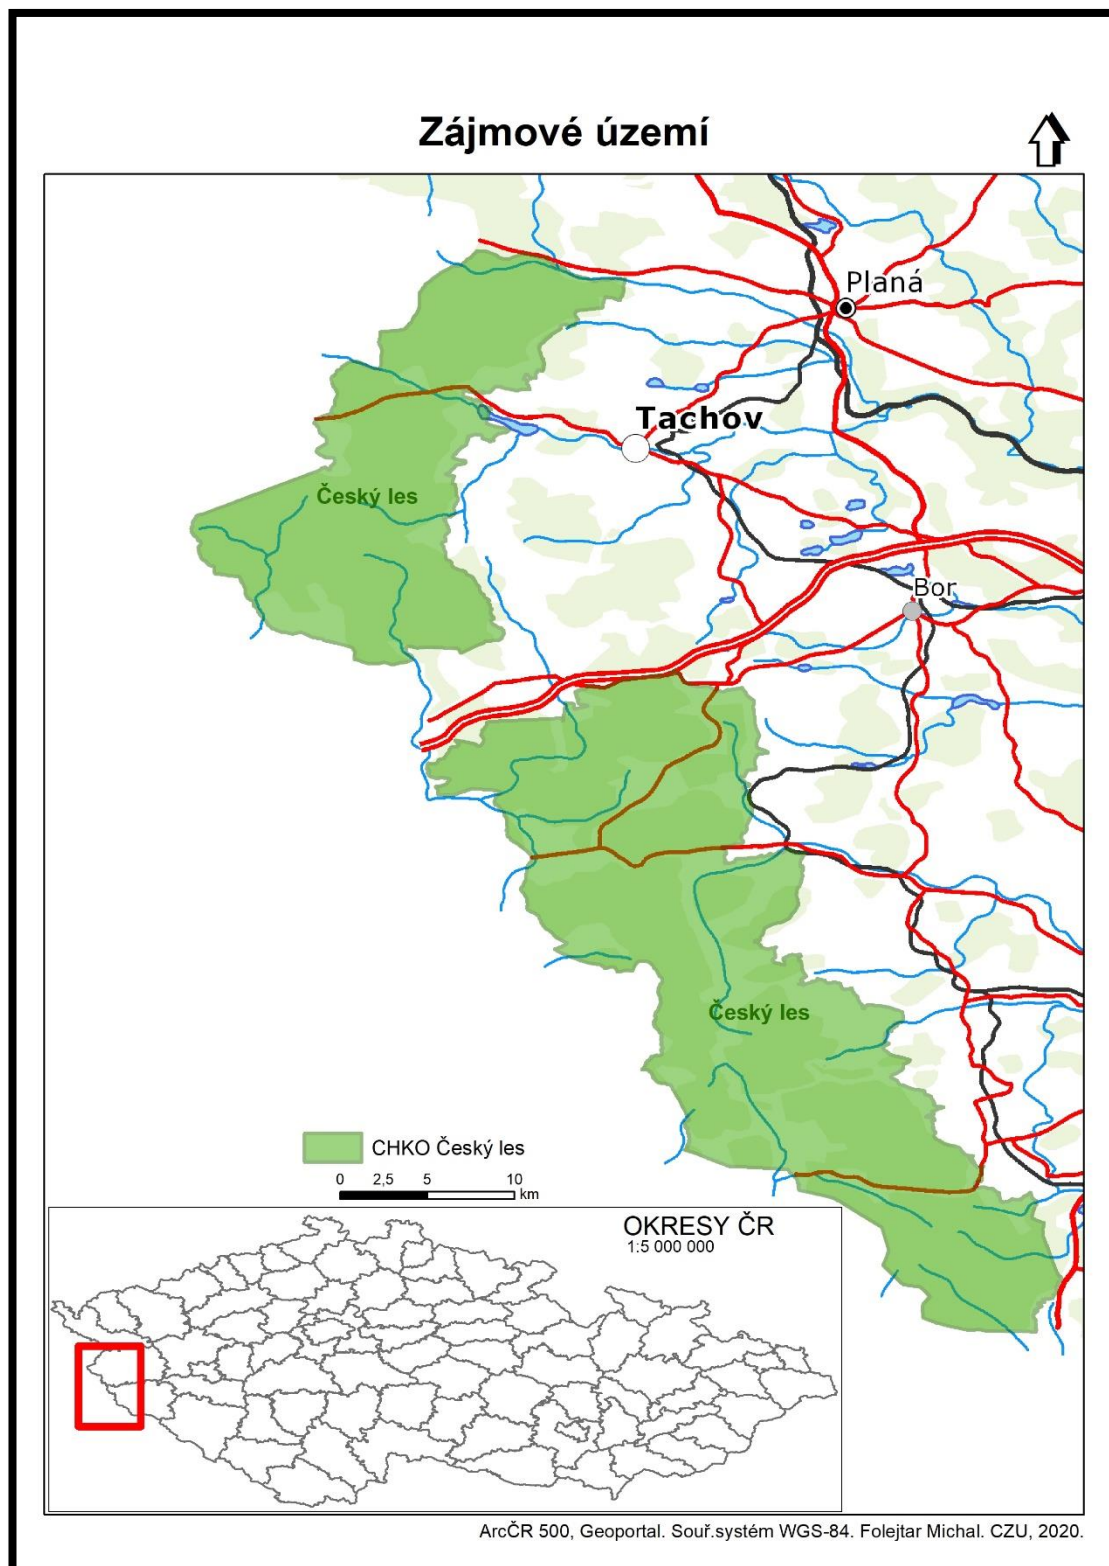 Zájmové území
Planá
Tachov
Český les
Bor
Český les
CHKO Český les
0 2,5 5 10
km
OKRESY ČR
1:5 000 000
ArcČR 500, Geoportal. Souř.systém WGS-84. Folejtar Michal. CZU, 2020.